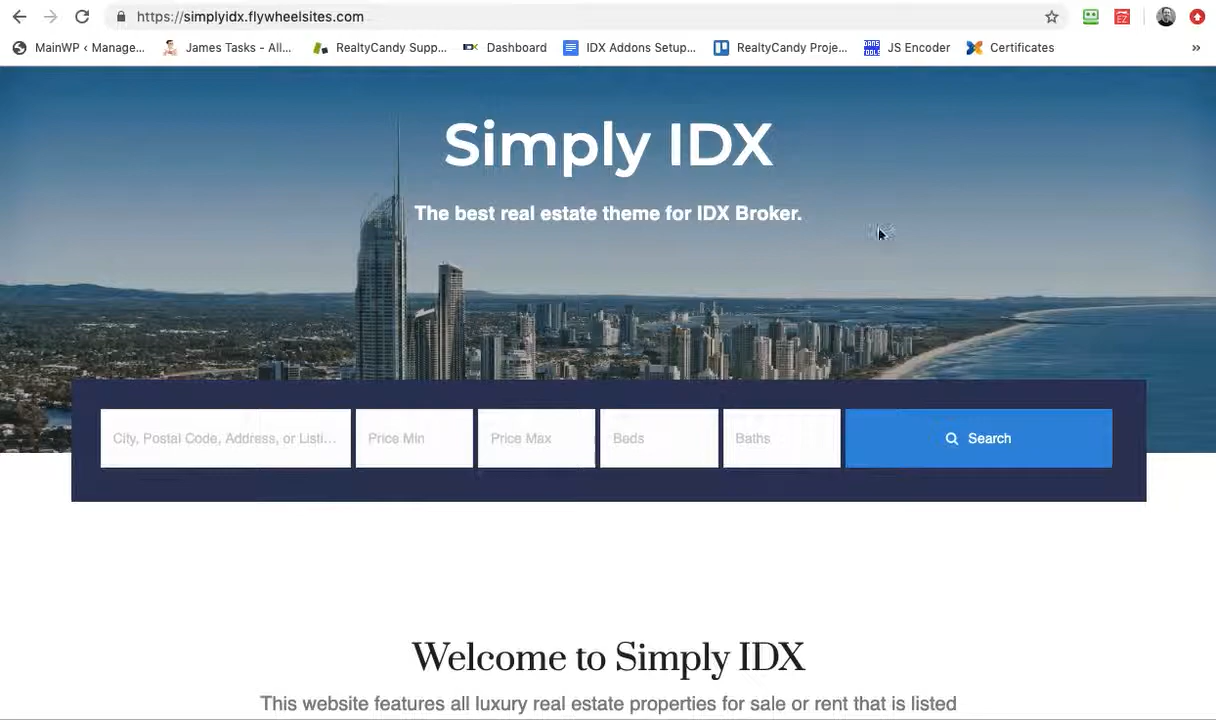 https://simplyidx.flywheelsites.com
MainWP ‹ Manage... James Tasks - All... RealtyCandy Supp... Dashboard IDX Addons Setup... RealtyCandy Proje... JS Encoder Certificates »
Simply IDX
The best real estate theme for IDX Broker.
City, Postal Code, Address, or Listi... Price Min Price Max Beds Baths Search
Welcome to Simply IDX
This website features all luxury real estate properties for sale or rent that is listed